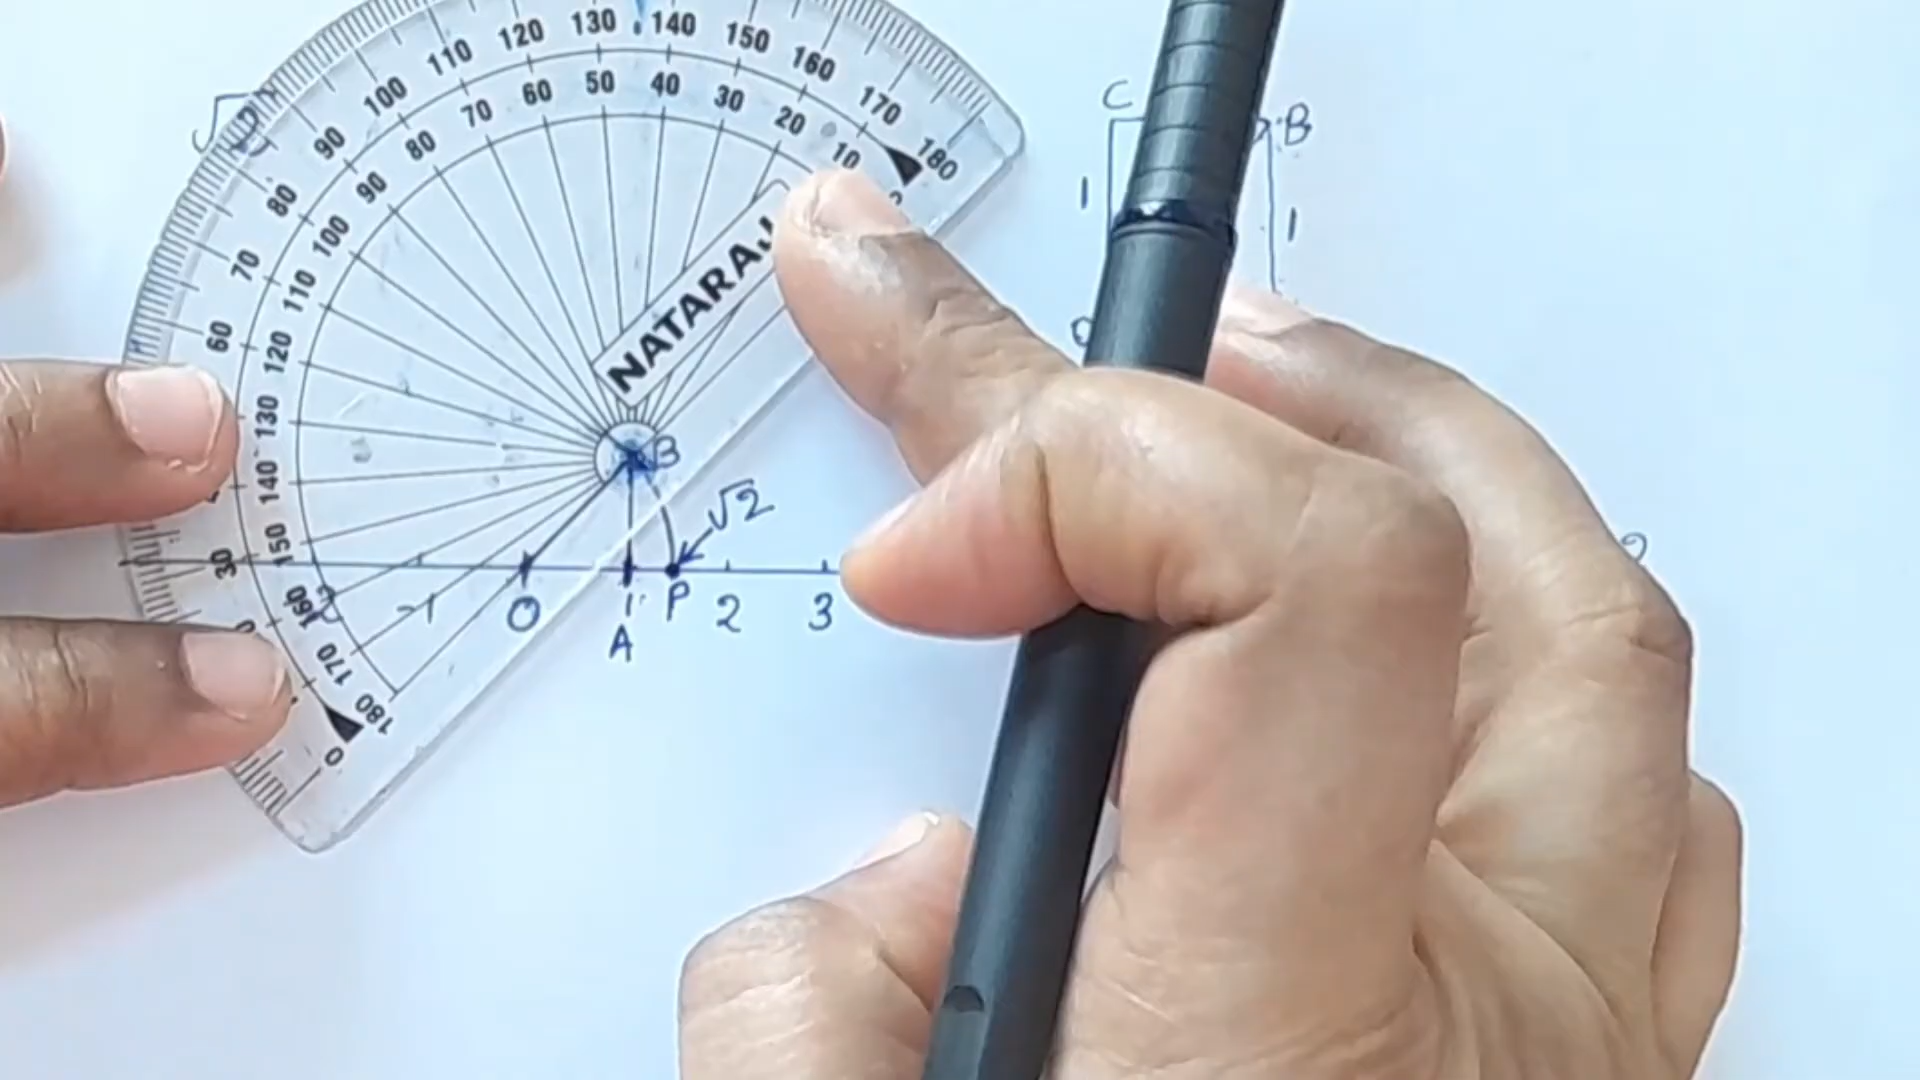 130 140 150 160 170 180
120 110 100 90 80 70 60
50 40 30 20 10
60 70 80 90 100 110 120 130 140 150 160 170 180
NATARAJ
C
B
1
1
B
√2
30
-1
O
1
P
2
3
A
0